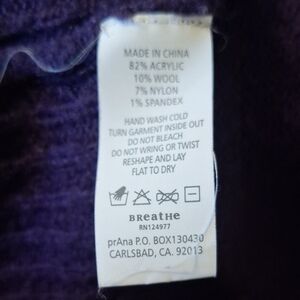 MADE IN CHINA
82% ACRYLIC
10% WOOL
7% NYLON
1% SPANDEX
HAND WASH COLD
TURN GARMENT INSIDE OUT
DO NOT BLEACH
DO NOT WRING OR TWIST
RESHAPE AND LAY
FLAT TO DRY
BREATHE
RN124977
prAna P.O. BOX130430
CARLSBAD, CA. 92013